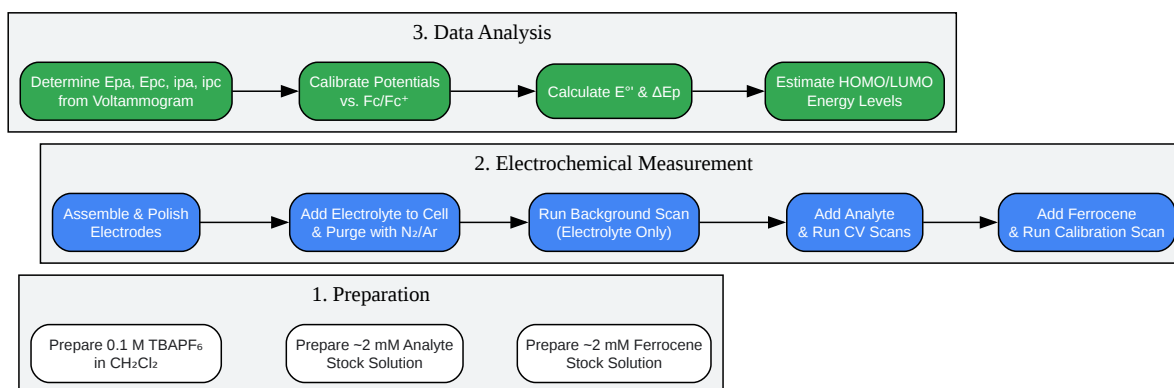 3. Data Analysis
Determine Epa, Epc, ipa, ipc
from Voltammogram
Calibrate Potentials
vs. Fc/Fc⁺
Calculate E°' & ΔEp
Estimate HOMO/LUMO
Energy Levels
2. Electrochemical Measurement
Assemble & Polish
Electrodes
Add Electrolyte to Cell
& Purge with N₂/Ar
Run Background Scan
(Electrolyte Only)
Add Analyte
& Run CV Scans
Add Ferrocene
& Run Calibration Scan
1. Preparation
Prepare 0.1 M TBAPF₆
in CH₂Cl₂
Prepare ~2 mM Analyte
Stock Solution
Prepare ~2 mM Ferrocene
Stock Solution